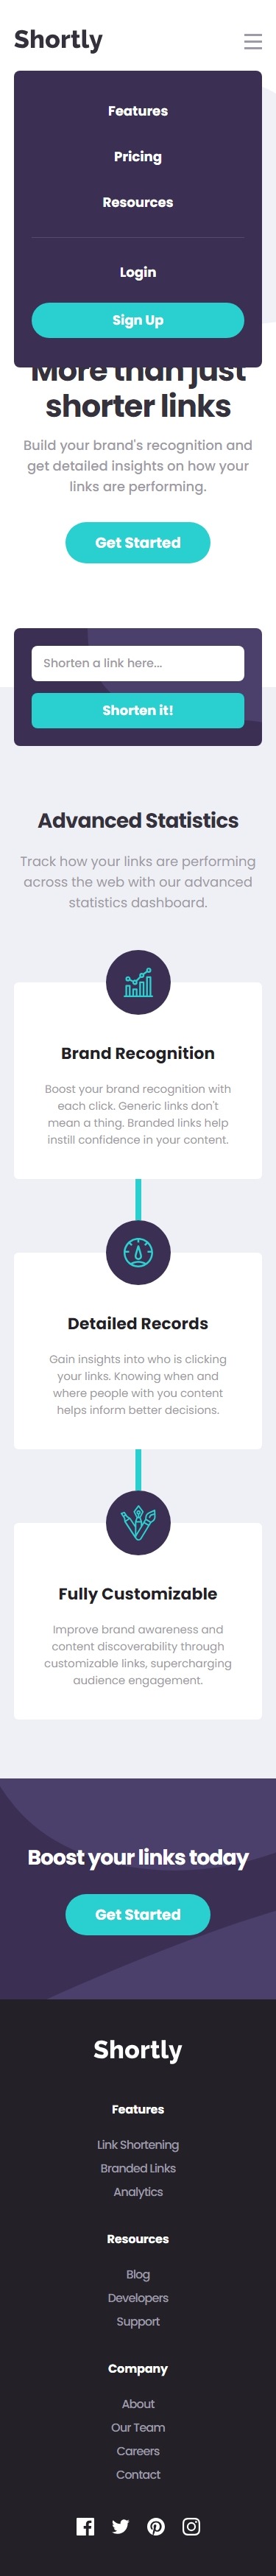 Shortly
Features
Pricing
Resources
Login
Sign Up
More than just
shorter links
Build your brand's recognition and
get detailed insights on how your
links are performing.
Get Started
Shorten a link here...
Shorten it!
Advanced Statistics
Track how your links are performing
across the web with our advanced
statistics dashboard.
Brand Recognition
Boost your brand recognition with
each click. Generic links don't
mean a thing. Branded links help
instill confidence in your content.
Detailed Records
Gain insights into who is clicking
your links. Knowing when and
where people with you content
helps inform better decisions.
Fully Customizable
Improve brand awareness and
content discoverability through
customizable links, supercharging
audience engagement.
Boost your links today
Get Started
Shortly
Features
Link Shortening
Branded Links
Analytics
Resources
Blog
Developers
Support
Company
About
Our Team
Careers
Contact